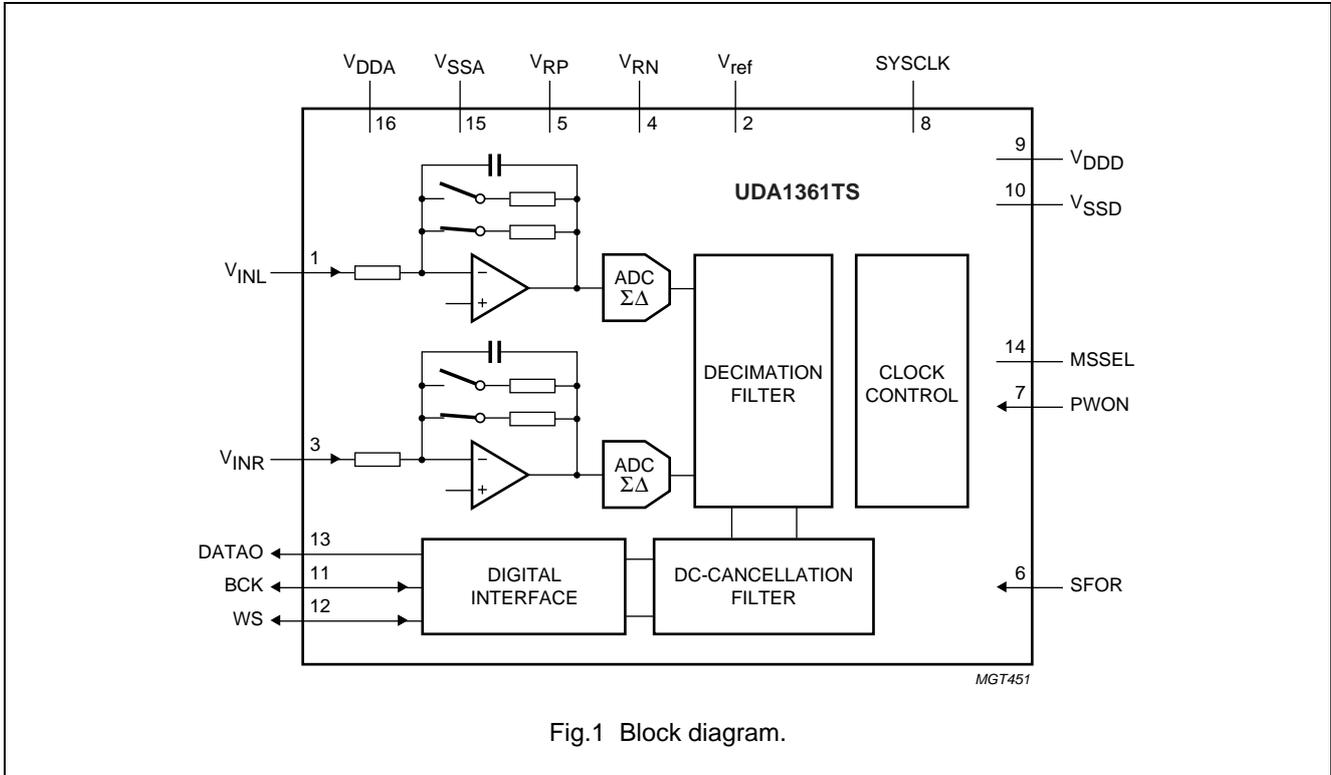 VDDA VSSA VRP VRN Vref SYSCLK
16 15 5 4 2 8
9 VDDD
UDA1361TS
10 VSSD
VINL 1
−
+
ADC
ΣΔ
DECIMATION
FILTER
CLOCK
CONTROL
14 MSSEL
7 PWON
VINR 3
−
+
ADC
ΣΔ
DATAO 13
BCK 11
WS 12
DIGITAL
INTERFACE
DC-CANCELLATION
FILTER
6 SFOR
MGT451
Fig.1 Block diagram.